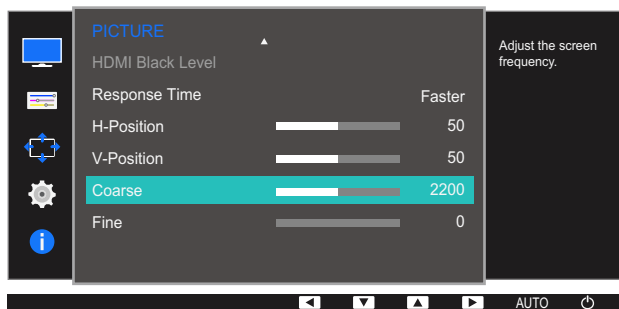 PICTURE
HDMI Black Level
Response Time Faster
H-Position 50
V-Position 50
Coarse 2200
Fine 0
Adjust the screen
frequency.
AUTO